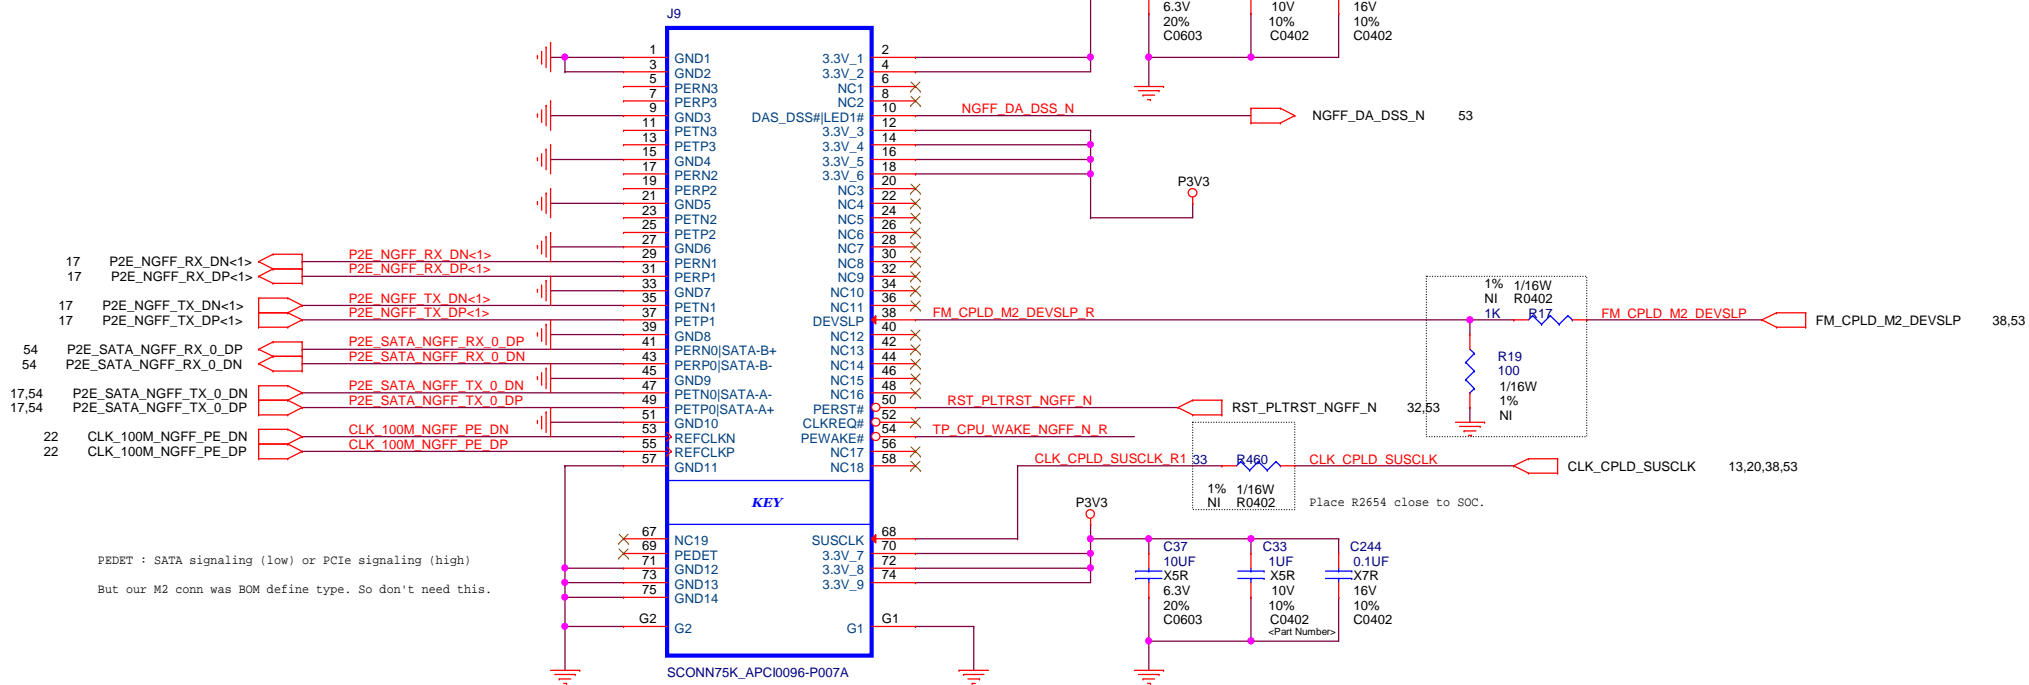 J9
6.3V
20%
C0603
10V
10%
C0402
16V
10%
C0402
1 GND1
3 GND2
5 PERN3
7 PERP3
9 GND3
11 PETN3
13 PETP3
15 GND4
17 PERN2
19 PERP2
21 GND5
23 PETN2
25 PETP2
27 GND6
17 P2E_NGFF_RX_DN<1> P2E_NGFF_RX_DN<1> 29 PERN1
17 P2E_NGFF_RX_DP<1> P2E_NGFF_RX_DP<1> 31 PERP1
33 GND7
17 P2E_NGFF_TX_DN<1> P2E_NGFF_TX_DN<1> 35 PETN1
17 P2E_NGFF_TX_DP<1> P2E_NGFF_TX_DP<1> 37 PETP1
39 GND8
54 P2E_SATA_NGFF_RX_0_DP P2E_SATA_NGFF_RX_0_DP 41 PERN0|SATA-B+
54 P2E_SATA_NGFF_RX_0_DN P2E_SATA_NGFF_RX_0_DN 43 PERP0|SATA-B-
45 GND9
17,54 P2E_SATA_NGFF_TX_0_DN P2E_SATA_NGFF_TX_0_DN 47 PETN0|SATA-A-
17,54 P2E_SATA_NGFF_TX_0_DP P2E_SATA_NGFF_TX_0_DP 49 PETP0|SATA-A+
51 GND10
22 CLK_100M_NGFF_PE_DN CLK_100M_NGFF_PE_DN 53 REFCLKN
22 CLK_100M_NGFF_PE_DP CLK_100M_NGFF_PE_DP 55 REFCLKP
57 GND11
KEY
67 NC19
69 PEDET
71 GND12
73 GND13
75 GND14
G2 G2
3.3V_1 2
3.3V_2 4
NC1 6
NC2 8
DAS_DSS#|LED1# 10 NGFF_DA_DSS_N NGFF_DA_DSS_N 53
3.3V_3 12
3.3V_4 14
3.3V_5 16
3.3V_6 18
P3V3
NC3 20
NC4 22
NC5 24
NC6 26
NC7 28
NC8 30
NC9 32
NC10 34
NC11 36
DEVSLP 38 FM_CPLD_M2_DEVSLP_R
1% 1/16W
NI R0402
1K R17 FM_CPLD_M2_DEVSLP FM_CPLD_M2_DEVSLP 38,53
R19
100
1/16W
1%
NI
NC12 40
NC13 42
NC14 44
NC15 46
NC16 48
PERST# 50 RST_PLTRST_NGFF_N RST_PLTRST_NGFF_N 32,53
CLKREQ# 52
PEWAKE# 54 TP_CPU_WAKE_NGFF_N_R
NC17 56
NC18 58
CLK_CPLD_SUSCLK_R1 33 R460 CLK_CPLD_SUSCLK CLK_CPLD_SUSCLK 13,20,38,53
1% 1/16W
NI R0402
Place R2654 close to SOC.
P3V3
SUSCLK 68
3.3V_7 70
3.3V_8 72
3.3V_9 74
G1 G1
C37
10UF
X5R
6.3V
20%
C0603
C33
1UF
X5R
10V
10%
C0402
<Part Number>
C244
0.1UF
X7R
16V
10%
C0402
PEDET : SATA signaling (low) or PCIe signaling (high)
But our M2 conn was BOM define type. So don't need this.
SCONN75K_APCI0096-P007A